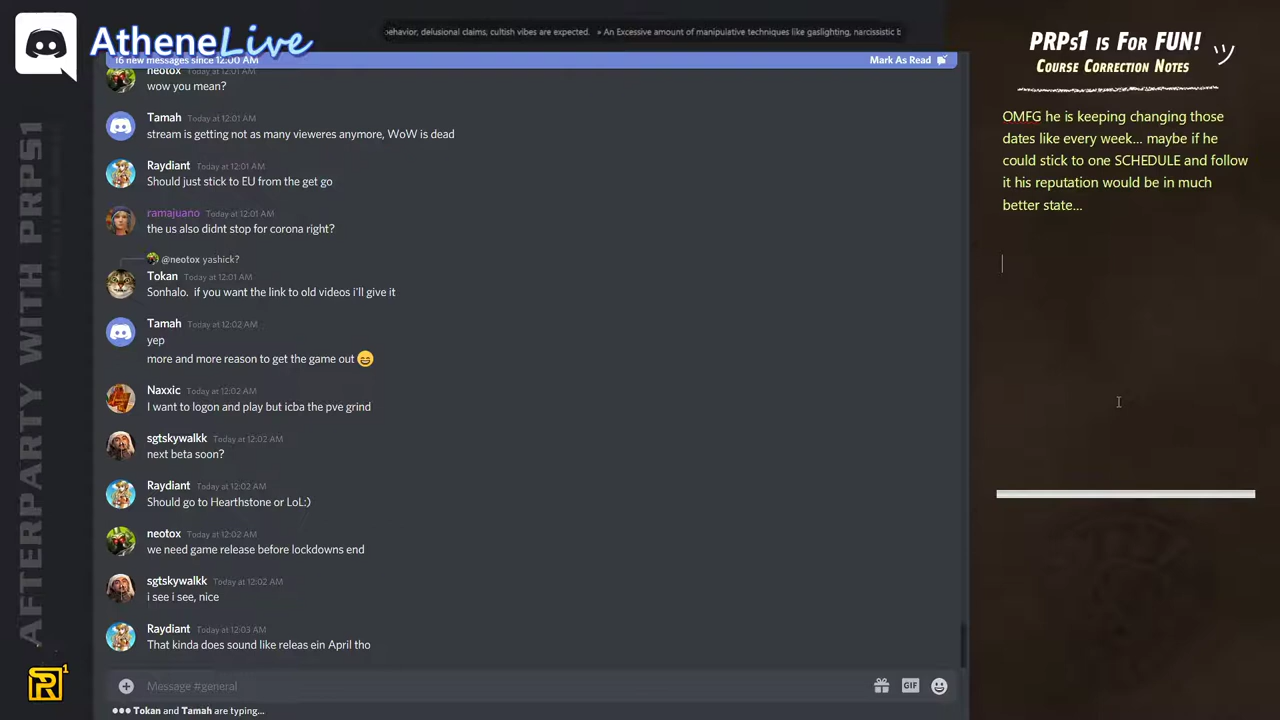 AtheneLive
behavior, delusional claims, cultish vibes are expected. » An Excessive amount of manipulative techniques like gaslighting, narcissistic b
16 new messages since 12:00 AM
Mark As Read
neotox Today at 12:01 AM
wow you mean?
Tamah Today at 12:01 AM
stream is getting not as many vieweres anymore, WoW is dead
Raydiant Today at 12:01 AM
Should just stick to EU from the get go
ramajuano Today at 12:01 AM
the us also didnt stop for corona right?
@neotox yashick?
Tokan Today at 12:01 AM
Sonhalo. if you want the link to old videos i'll give it
Tamah Today at 12:02 AM
yep
more and more reason to get the game out
Naxxic Today at 12:02 AM
I want to logon and play but icba the pve grind
sgtskywalkk Today at 12:02 AM
next beta soon?
Raydiant Today at 12:02 AM
Should go to Hearthstone or LoL:)
neotox Today at 12:02 AM
we need game release before lockdowns end
sgtskywalkk Today at 12:02 AM
i see i see, nice
Raydiant Today at 12:03 AM
That kinda does sound like releas ein April tho
Message #general
GIF
Tokan and Tamah are typing...
AFTERPARTY WITH PRPS1
R1
PRPs1 is For FUN! ツ
Course Correction Notes
OMFG he is keeping changing those
dates like every week... maybe if he
could stick to one SCHEDULE and follow
it his reputation would be in much
better state...